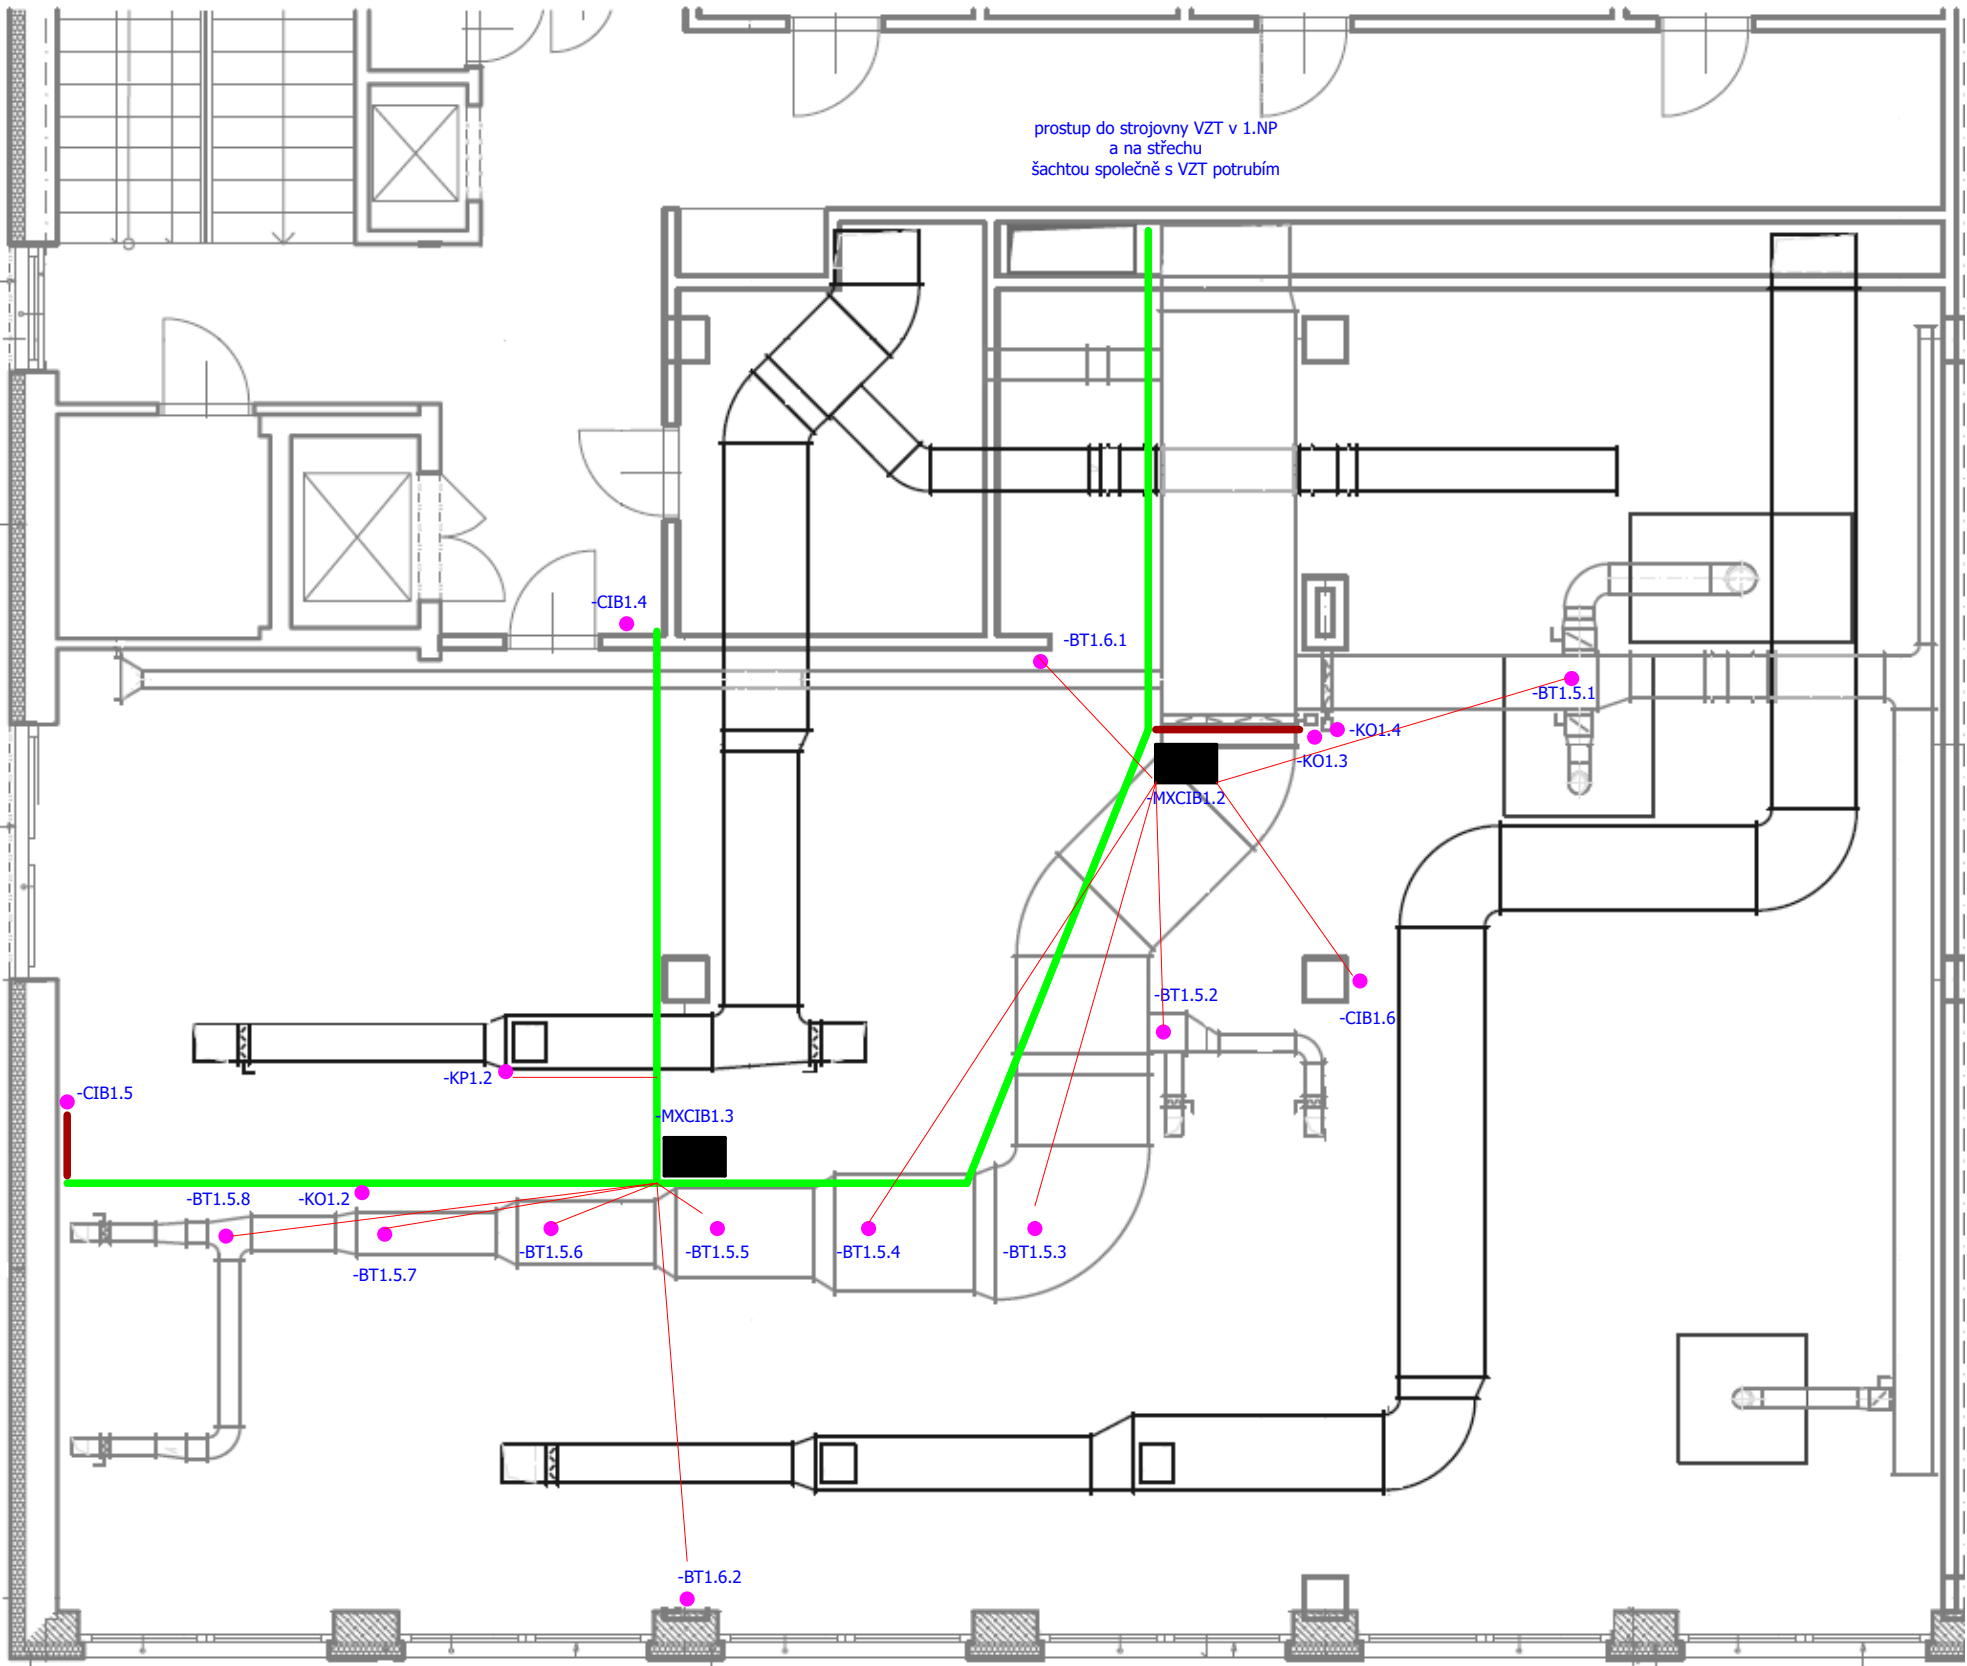 prostup do strojovny VZT v 1.NP
a na střechu
šachtou společně s VZT potrubím
-CIB1.4
-BT1.6.1
-BT1.5.1
-KO1.4
-KO1.3
-MXCIB1.2
-BT1.5.2
-CIB1.6
-KP1.2
-CIB1.5
-MXCIB1.3
-BT1.5.8
-KO1.2
-BT1.5.6
-BT1.5.5
-BT1.5.4
-BT1.5.3
-BT1.5.7
-BT1.6.2